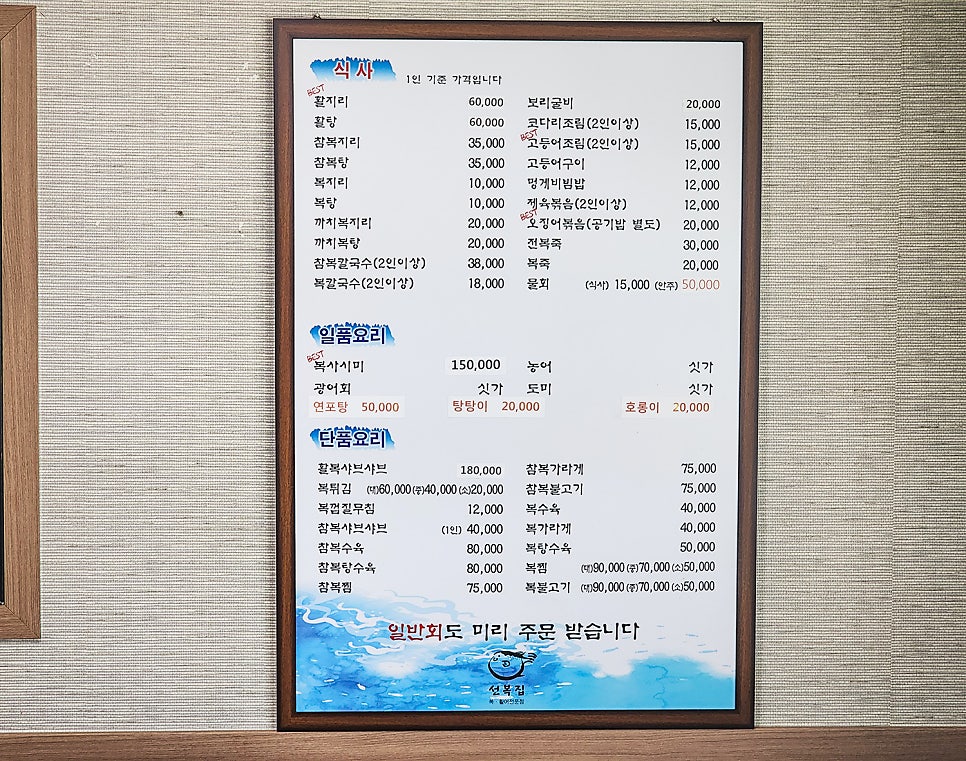 식사 1인 기준 가격입니다
BEST
활지리 60,000
활탕 60,000
참복지리 35,000
참복탕 35,000
복지리 10,000
복탕 10,000
까치복지리 20,000
까치복탕 20,000
참복칼국수(2인이상) 38,000
복칼국수(2인이상) 18,000
보리굴비 20,000
코다리조림(2인이상) 15,000
BEST
고등어조림(2인이상) 15,000
고등어구이 12,000
멍게비빔밥 12,000
제육볶음(2인이상) 12,000
BEST
오징어볶음(공기밥 별도) 20,000
전복죽 30,000
복죽 20,000
물회 (식사) 15,000 (안주) 50,000
일품요리
BEST
복사시미 150,000 농어 싯가
광어회 싯가 도미 싯가
연포탕 50,000 탕탕이 20,000 호롱이 20,000
단품요리
활복샤브샤브 180,000
복튀김 (대)60,000 (중)40,000 (소)20,000
복껍질무침 12,000
참복샤브샤브 (1인) 40,000
참복수육 80,000
참복탕수육 80,000
참복찜 75,000
참복가라게 75,000
참복불고기 75,000
복수육 40,000
복가라게 40,000
복탕수육 50,000
복찜 (대)90,000 (중)70,000 (소)50,000
복불고기 (대)90,000 (중)70,000 (소)50,000
일반회도 미리 주문 받습니다
선복집
복·활어전문점